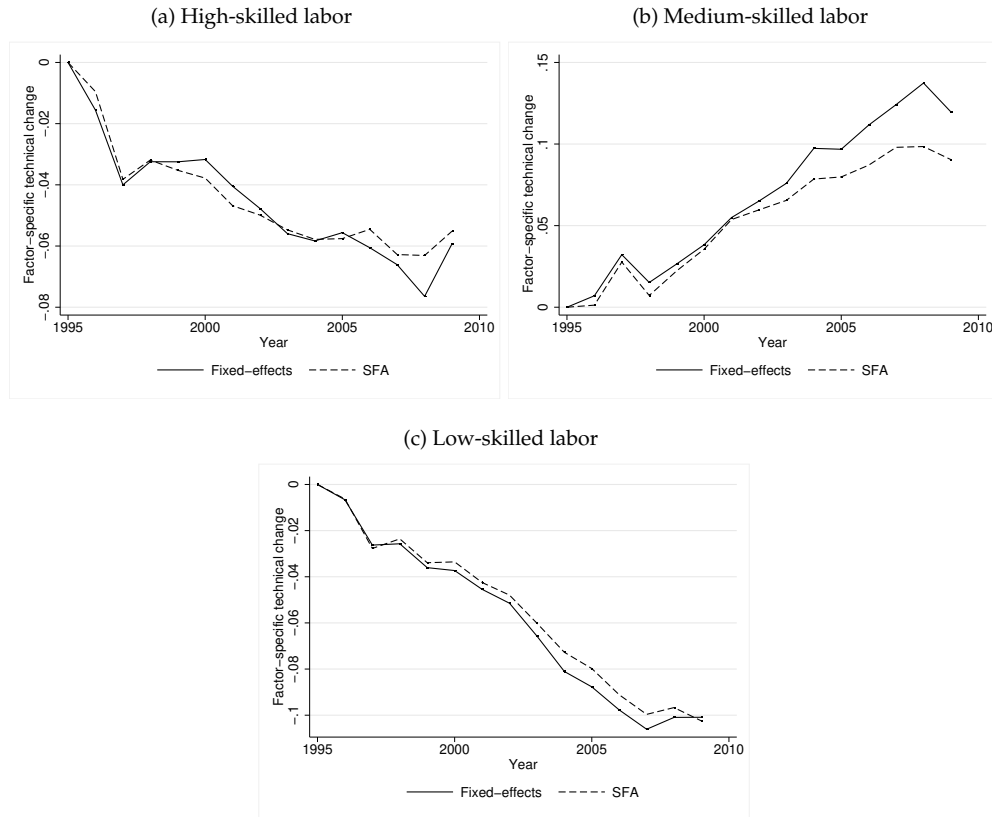 (a) High-skilled labor
Factor−specific technical change
0
−.02
−.04
−.06
−.08
1995 2000 2005 2010
Year
Fixed−effects SFA
(b) Medium-skilled labor
Factor−specific technical change
.15
.1
.05
0
1995 2000 2005 2010
Year
Fixed−effects SFA
(c) Low-skilled labor
Factor−specific technical change
0
−.02
−.04
−.06
−.08
−.1
1995 2000 2005 2010
Year
Fixed−effects SFA